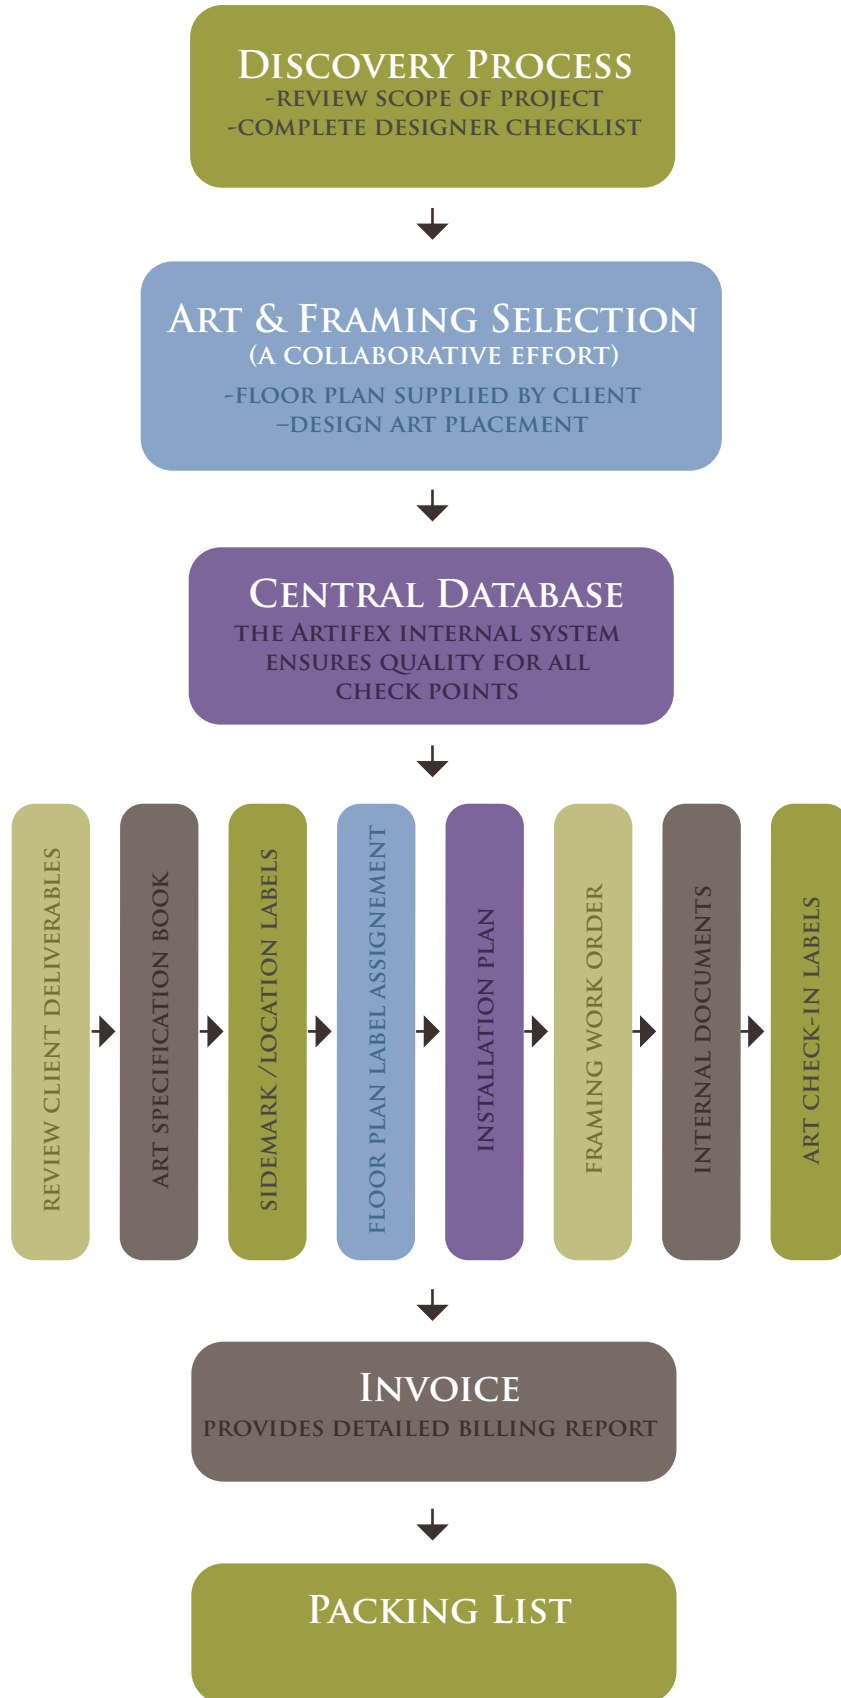 Discovery Process
-review scope of project
-complete designer checklist
Art & Framing Selection
(a collaborative effort)
-floor plan supplied by client
–design art placement
Central Database
the Artifex internal system
ensures quality for all
check points
review client deliverables
art specification book
sidemark /location labels
floor plan label assignement
installation plan
framing work order
internal documents
art check-in labels
Invoice
provides detailed billing report
Packing List